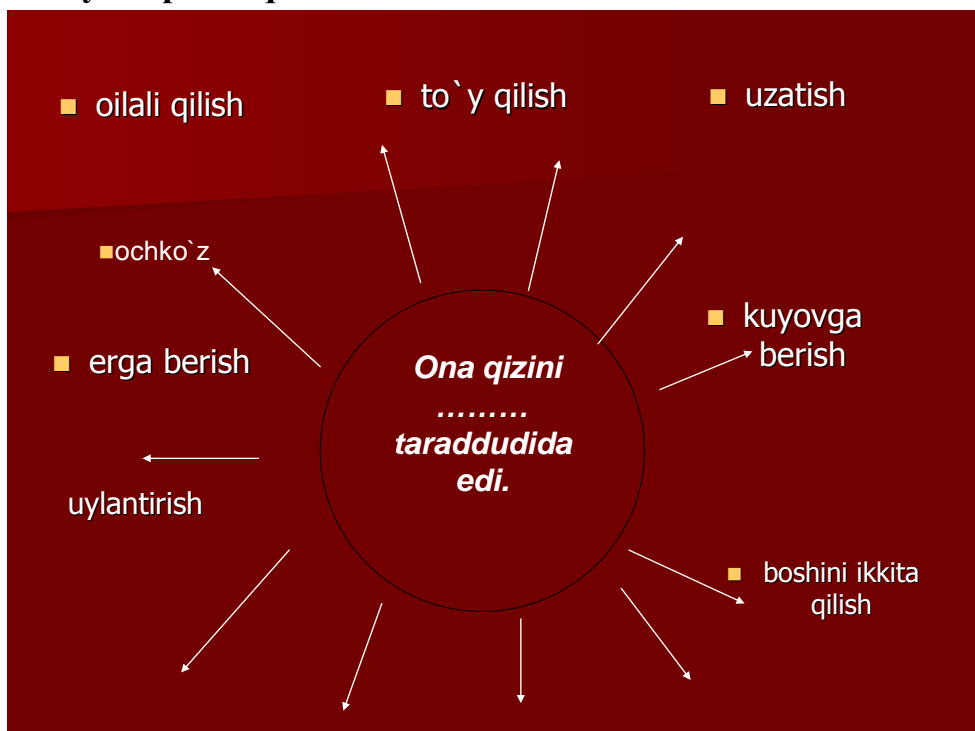 oilali qilish
to`y qilish
uzatish
ochko`z
kuyovga
berish
erga berish
Ona qizini
………
taraddudida
edi.
uylantirish
boshini ikkita
qilish